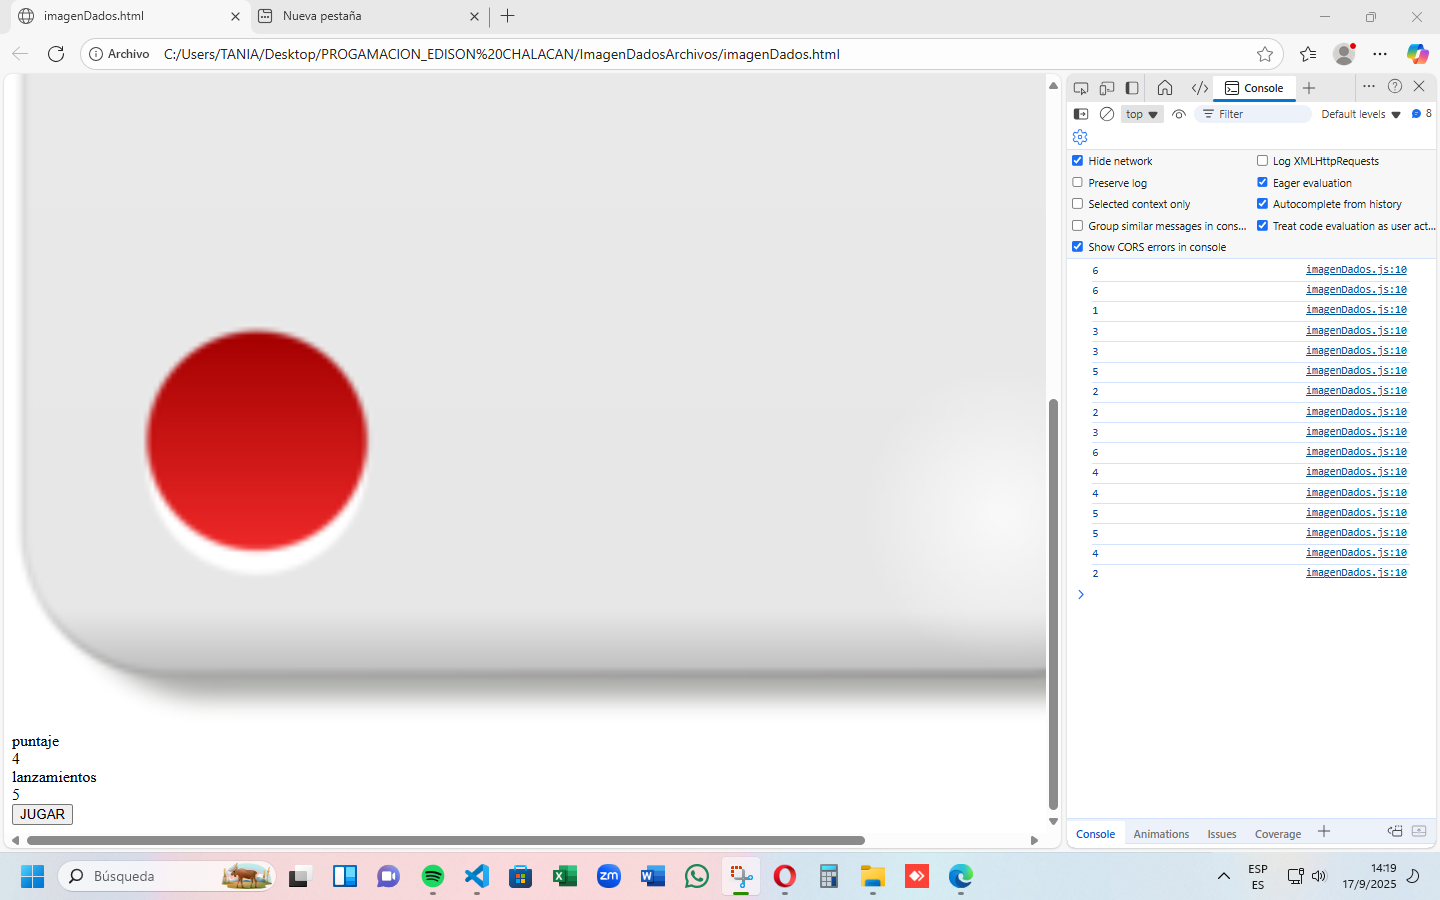 imagenDados.html
Nueva pestaña
Archivo
C:/Users/TANIA/Desktop/PROGAMACION_EDISON%20CHALACAN/ImagenDadosArchivos/imagenDados.html
Console
top
Filter
Default levels
8
Hide network
Log XMLHttpRequests
Preserve log
Eager evaluation
Selected context only
Autocomplete from history
Group similar messages in cons...
Treat code evaluation as user act...
Show CORS errors in console
6 imagenDados.js:10
6 imagenDados.js:10
1 imagenDados.js:10
3 imagenDados.js:10
3 imagenDados.js:10
5 imagenDados.js:10
2 imagenDados.js:10
2 imagenDados.js:10
3 imagenDados.js:10
6 imagenDados.js:10
4 imagenDados.js:10
4 imagenDados.js:10
5 imagenDados.js:10
5 imagenDados.js:10
4 imagenDados.js:10
2 imagenDados.js:10
puntaje
4
lanzamientos
5
JUGAR
Console
Animations
Issues
Coverage
Búsqueda
zm
ESP
ES
14:19
17/9/2025